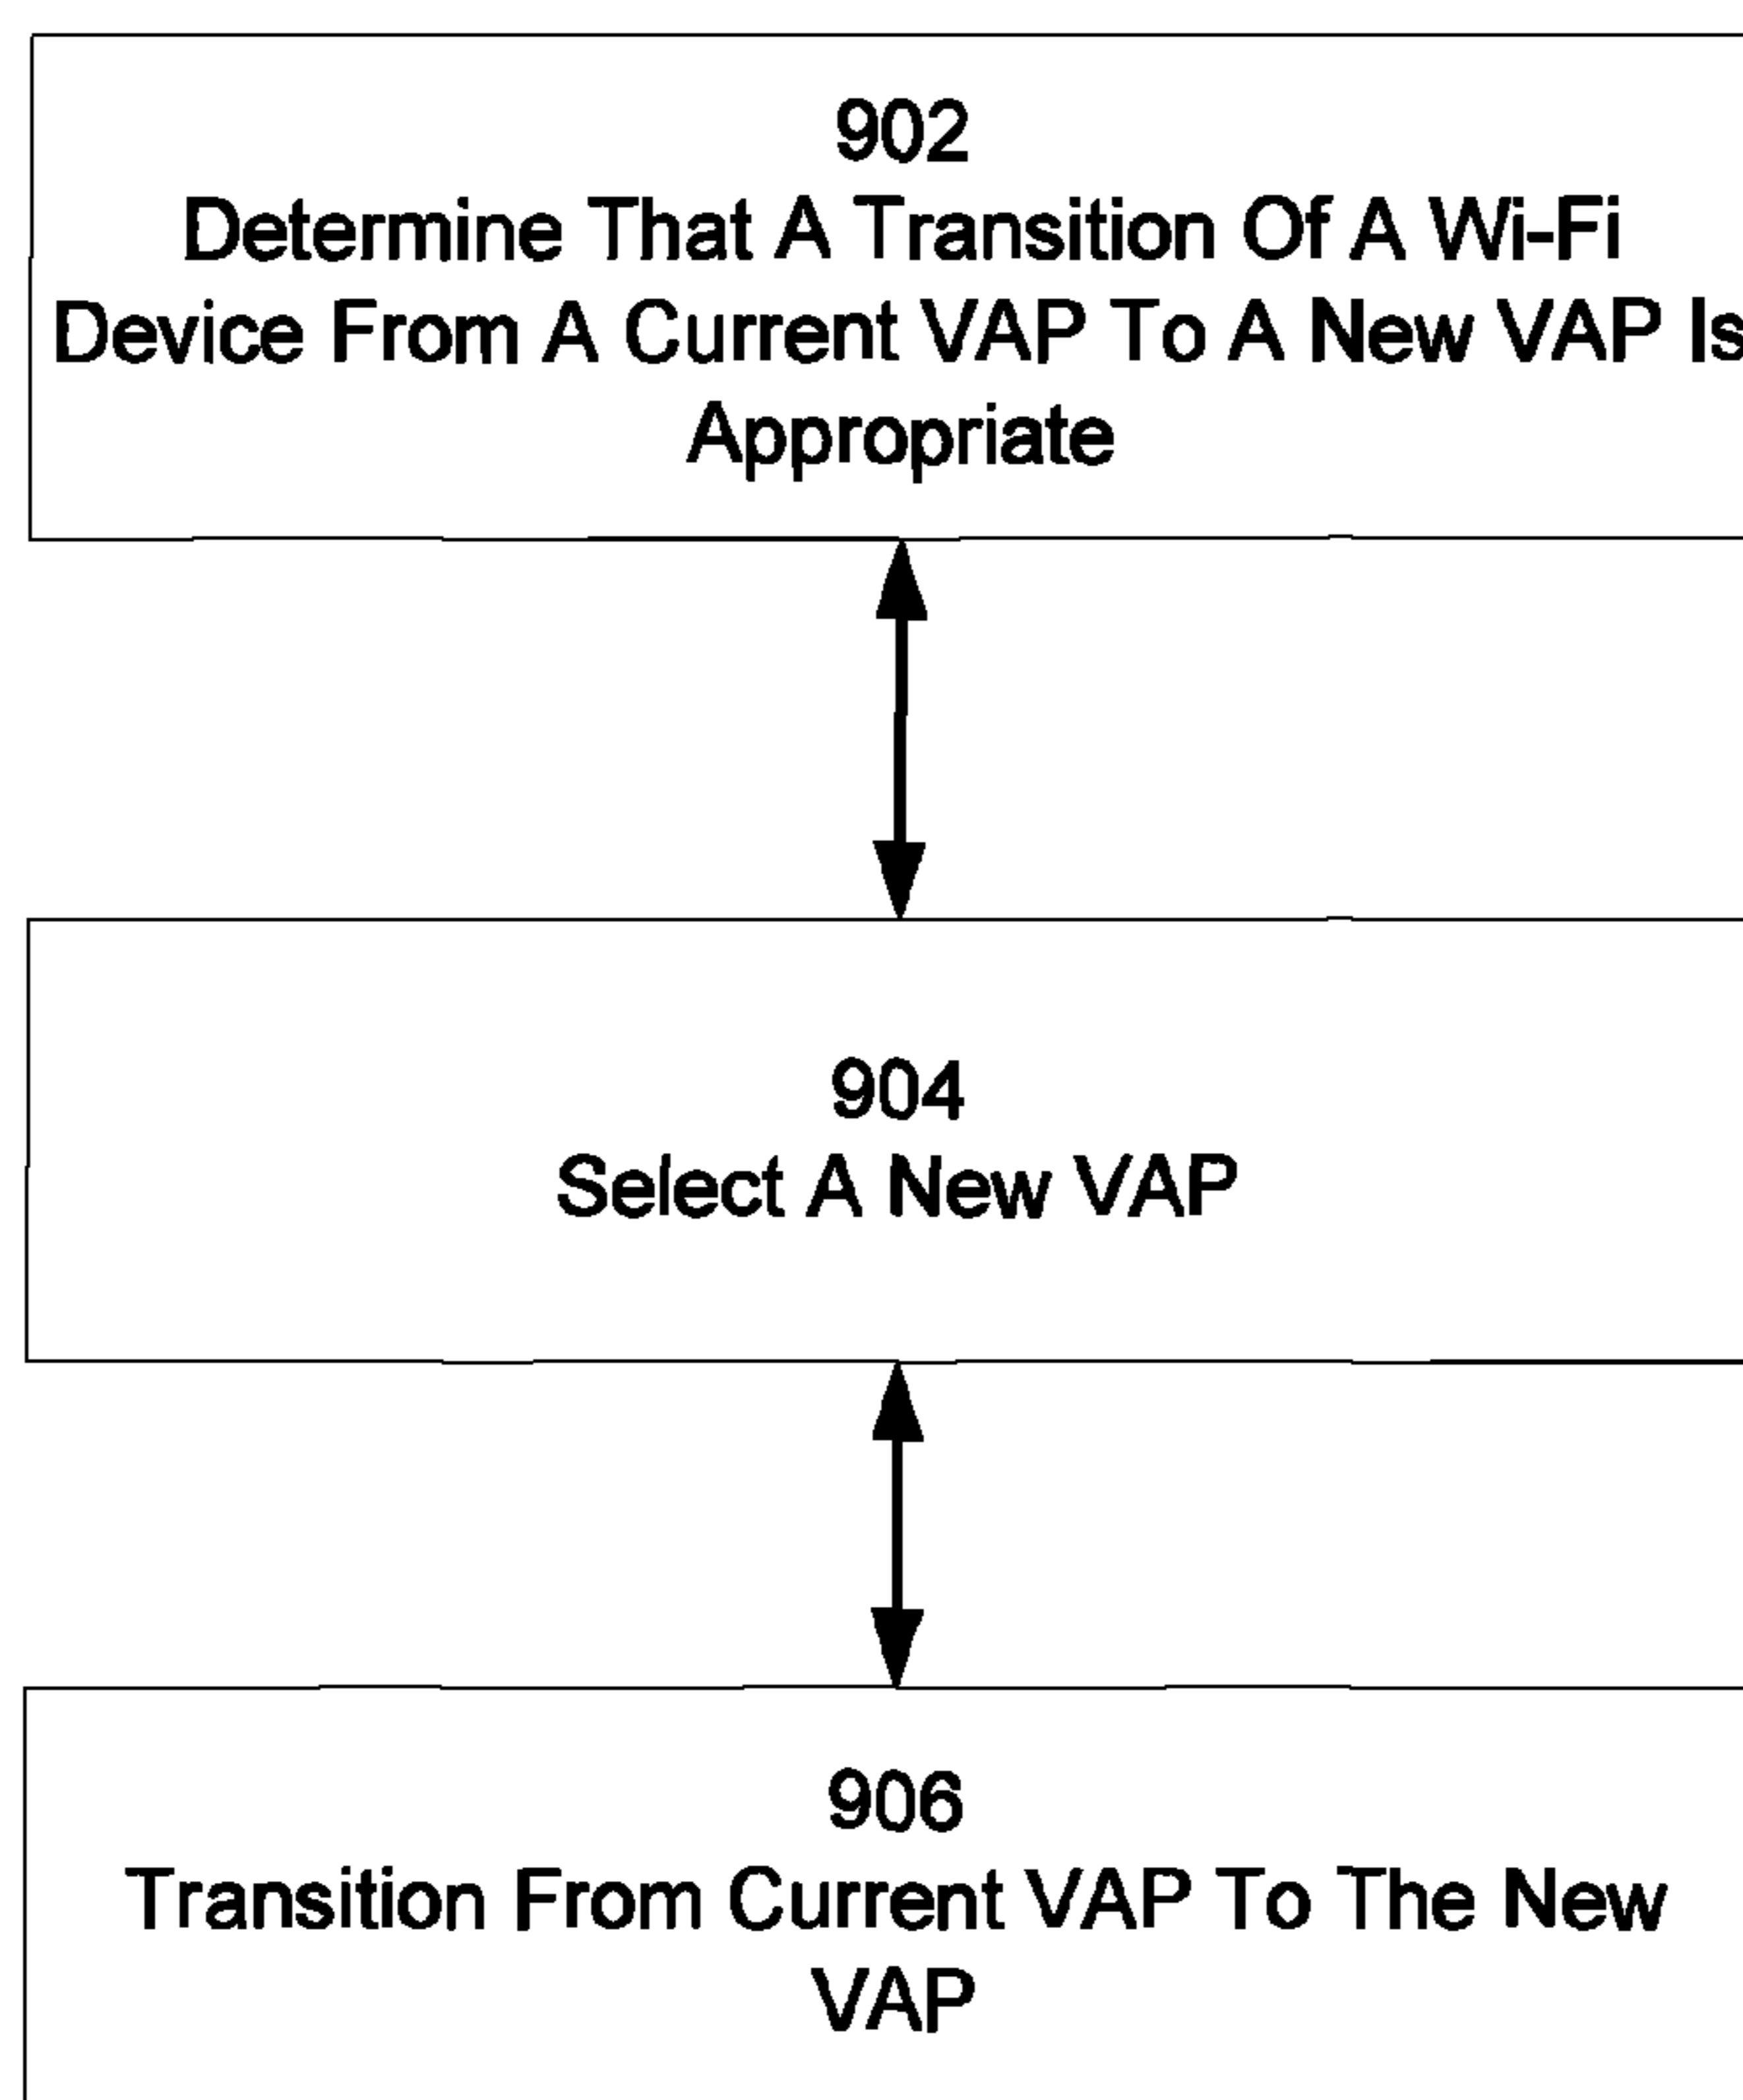 902
Determine That A Transition Of A Wi-Fi
Device From A Current VAP To A New VAP Is
Appropriate
904
Select A New VAP
906
Transition From Current VAP To The New
VAP